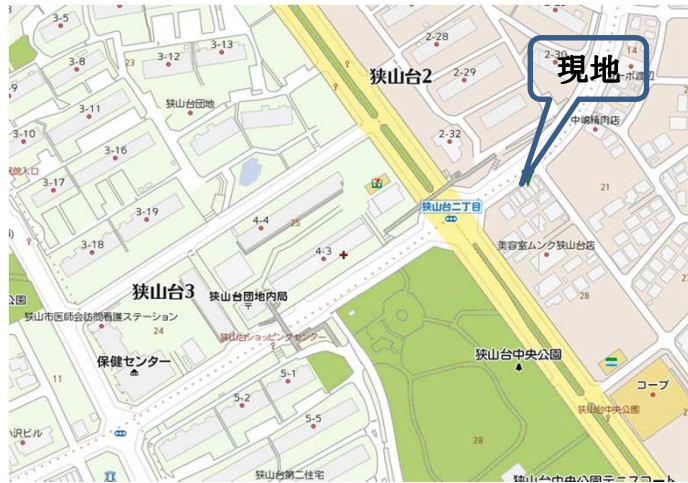 3-5
3-13
3-12
23
3-8
3-11
狭山台団地
3-16
3-10
3-17
3-19
3-18
2-28
狭山台2
2-29
2-30
2-32
14
現地
中嶋精肉店
21
狭山台二丁目
美容室ムンク狭山台店
28
4-4
25
4-3
狭山台3
狭山台団地内局
狭山市医師会訪問看護ステーション
24
狭山台ショッピングセンター
保健センター
11
5-1
5-2
5-5
狭山台第二住宅
狭山台中央公園
28
コープ
狭山台中央公園
狭山台中央公園テニスコート